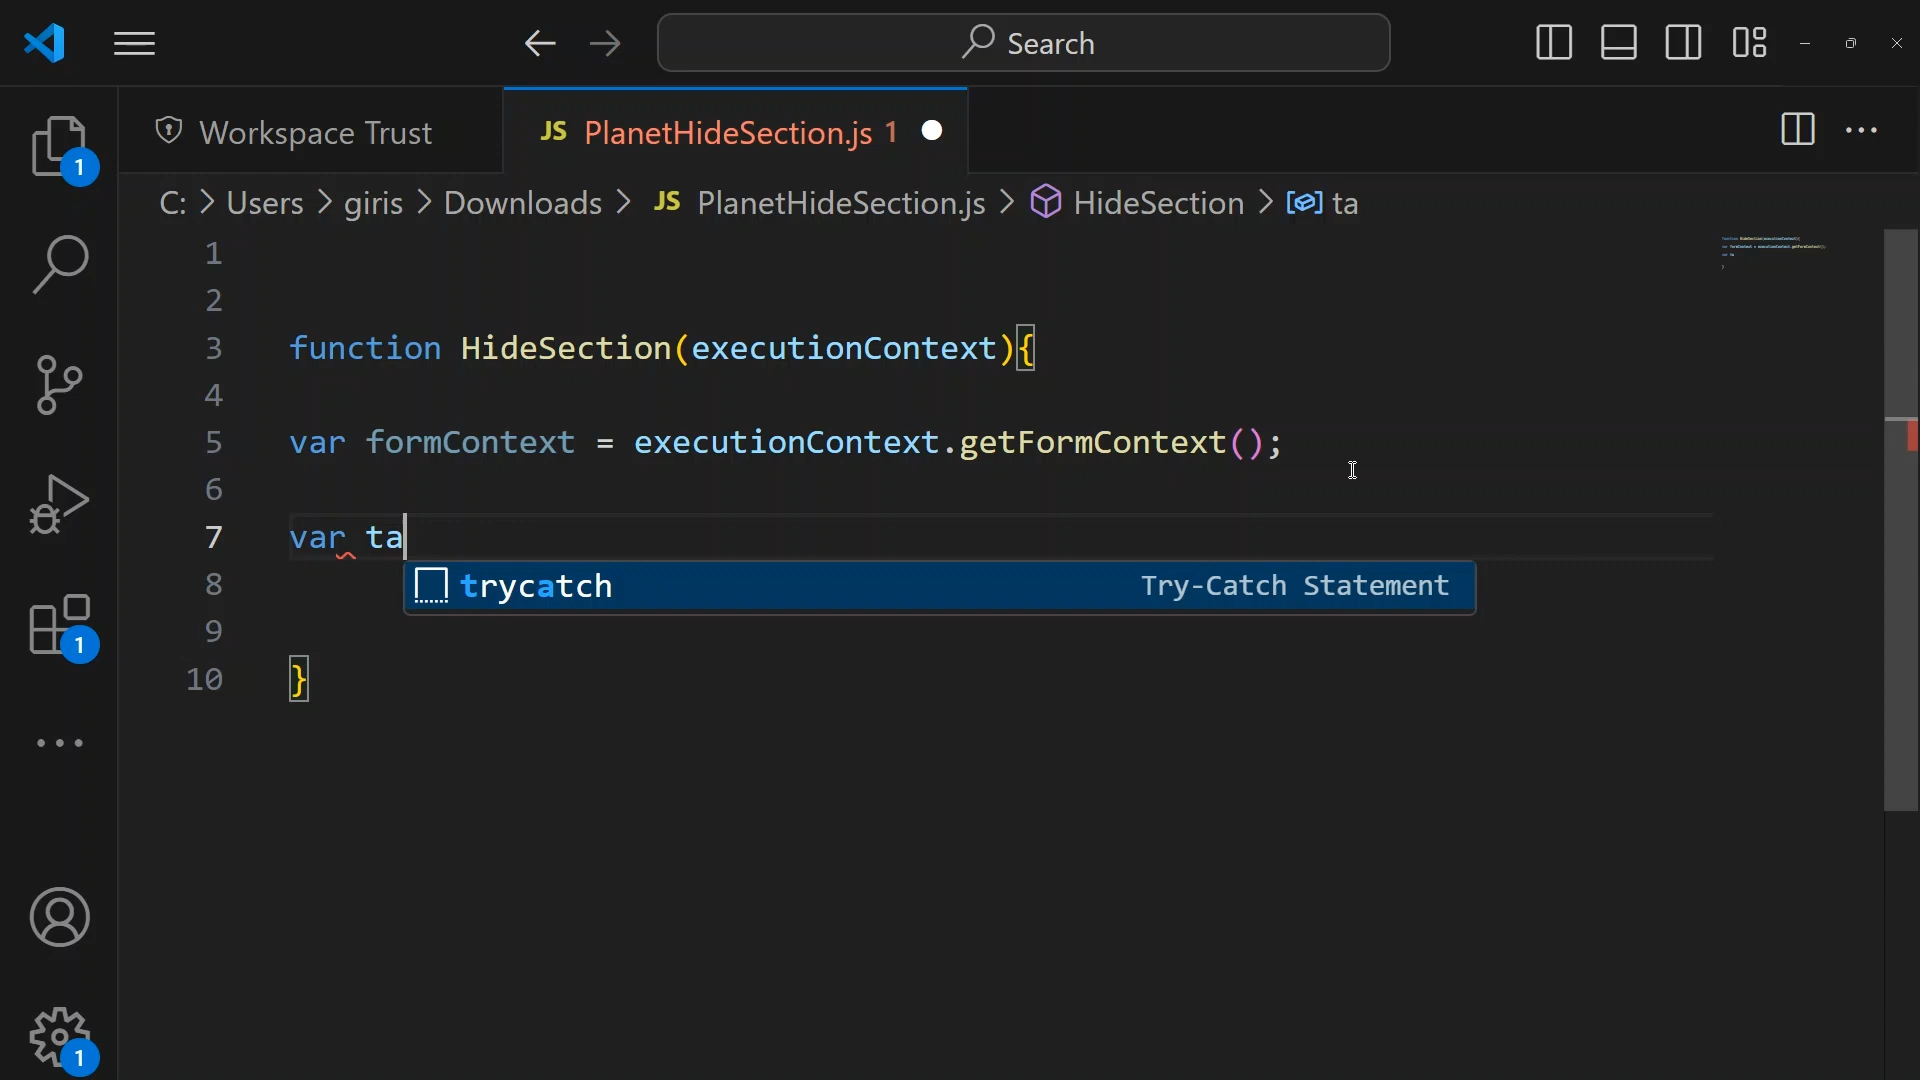 Search
Workspace Trust
JS PlanetHideSection.js 1
C: > Users > giris > Downloads > JS PlanetHideSection.js > HideSection > ta
1
2
3 function HideSection(executionContext){
4
5 var formContext = executionContext.getFormContext();
6
7 var ta
trycatch Try-Catch Statement
8
9
10 }
1
1
1